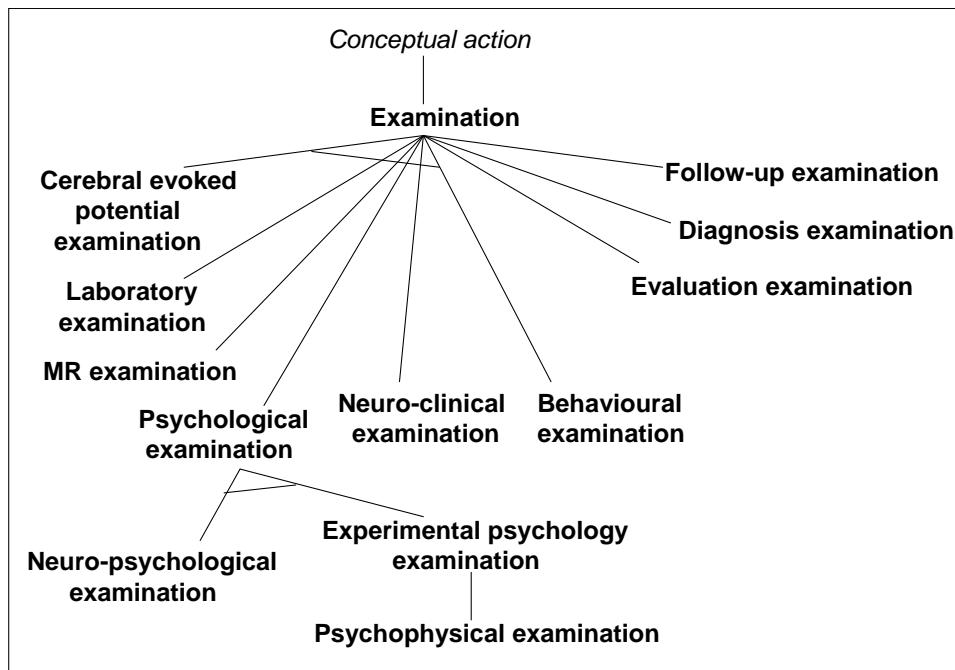 Conceptual action
Examination
Cerebral evoked
potential
examination
Follow-up examination
Diagnosis examination
Laboratory
examination
Evaluation examination
MR examination
Psychological
examination
Neuro-clinical
examination
Behavioural
examination
Neuro-psychological
examination
Experimental psychology
examination
Psychophysical examination